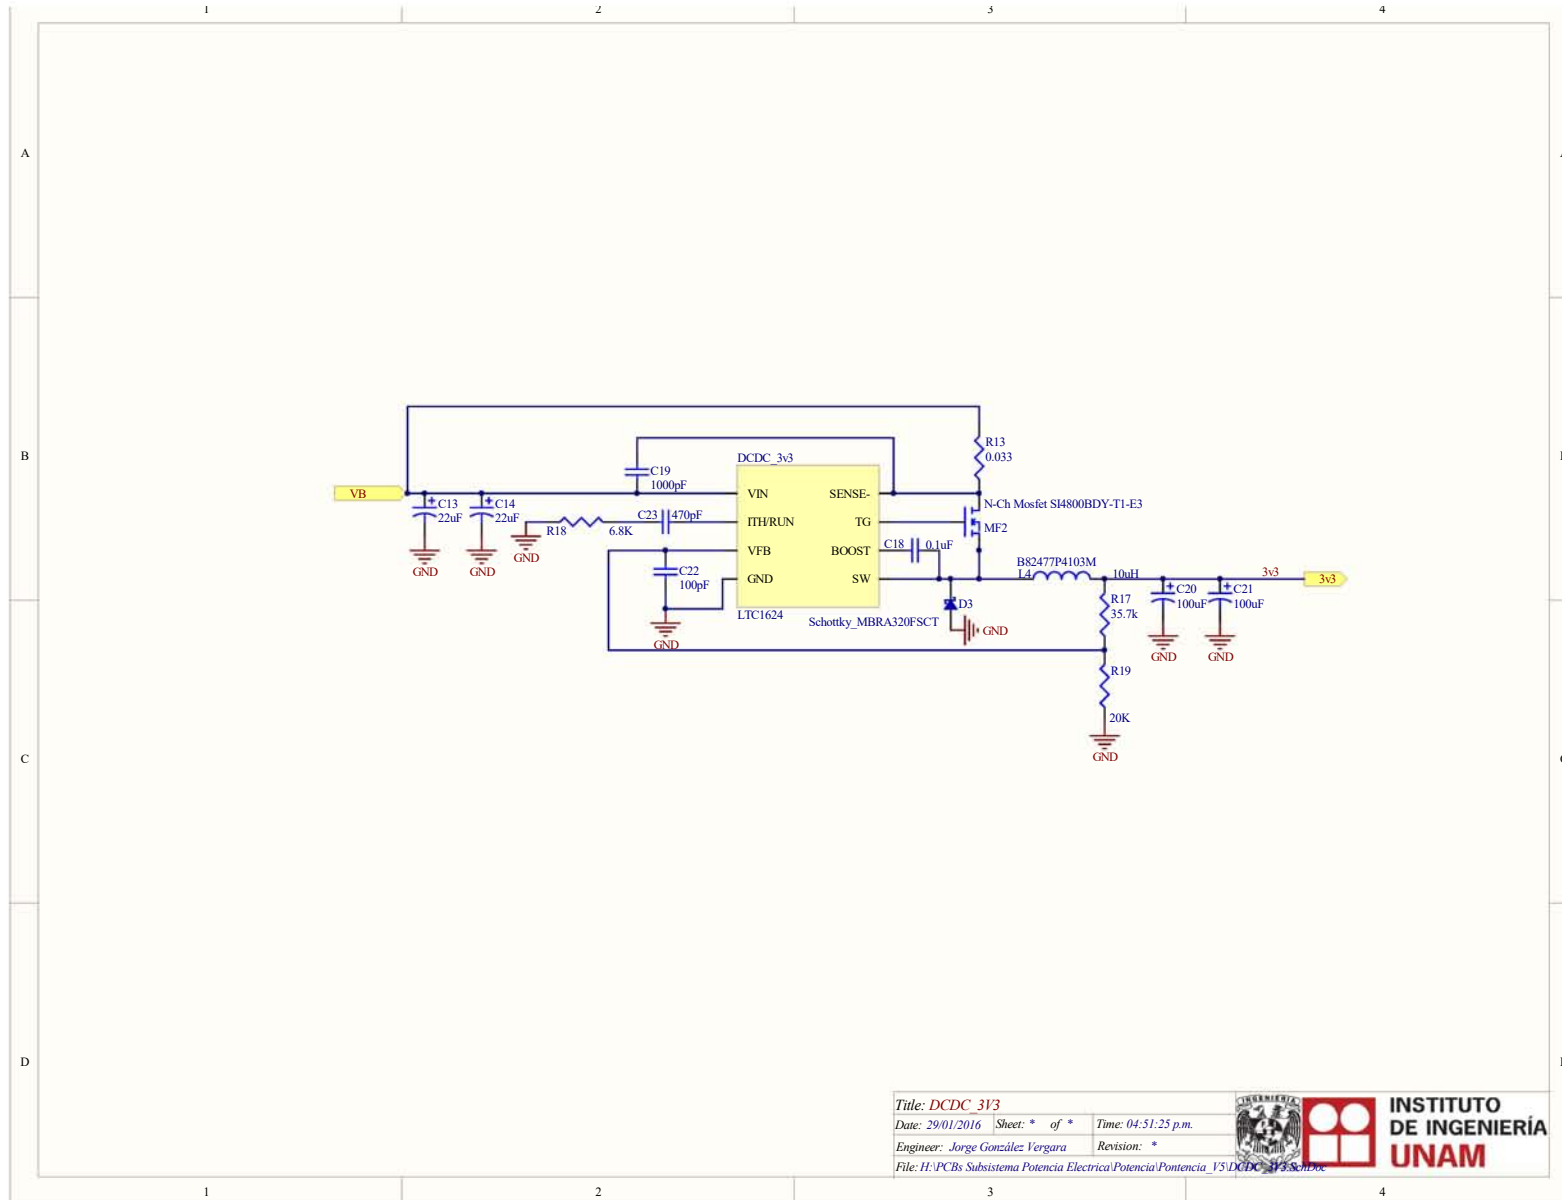 1 2 3 4
A
B
C
D
R13
0.033
DCDC_3v3
C19
1000pF
VB
C13
22uF
C14
22uF
GND
GND
VIN
ITH/RUN
VFB
GND
SENSE-
TG
BOOST
SW
LTC1624
N-Ch Mosfet SI4800BDY-T1-E3
MF2
C23
470pF
R18
6.8K
GND
C18
0.1uF
C22
100pF
GND
B82477P4103M
L4
10uH
3v3
3v3
D3
Schottky_MBRA320FSCT
GND
R17
35.7k
C20
100uF
C21
100uF
GND
GND
R19
20K
GND
Title: DCDC_3V3
Date: 29/01/2016 Sheet: * of * Time: 04:51:25 p.m.
Engineer: Jorge González Vergara Revision: *
File: H:\PCBs Subsistema Potencia Electrica\Potencia\Pontencia_V5\DCDC_3V3.SchDoc
INGENIERIA
INSTITUTO
DE INGENIERÍA
UNAM
1 2 3 4